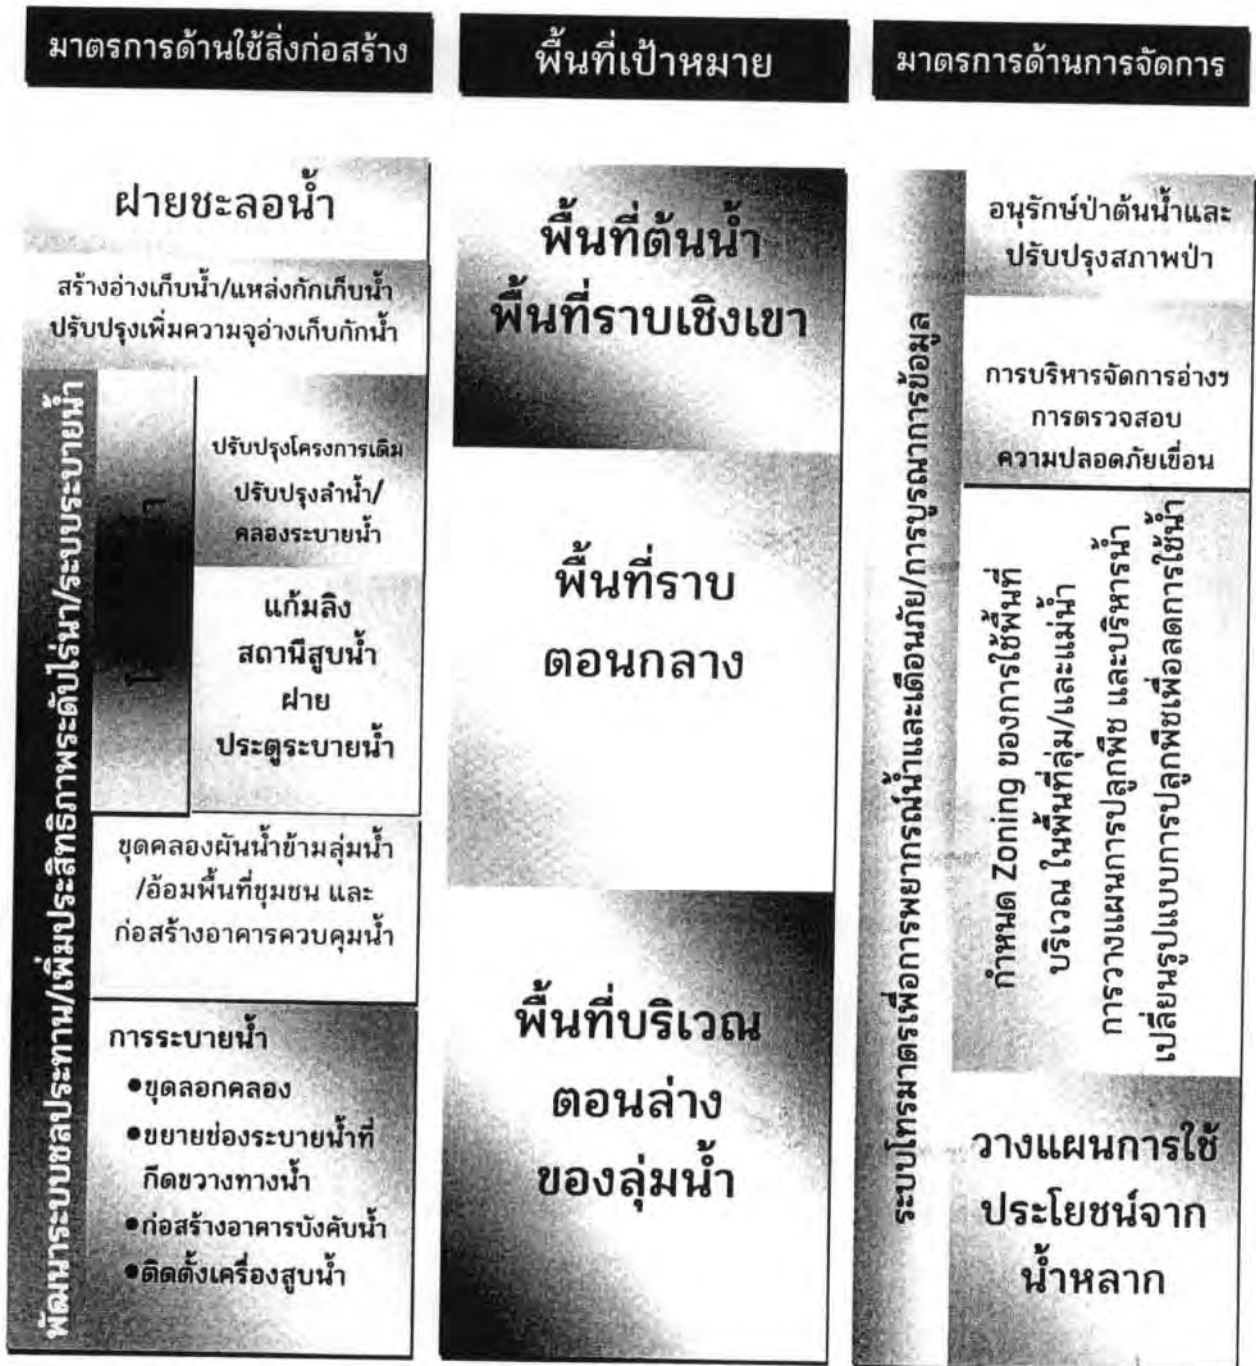 มาตรการด้านใช้สิ่งก่อสร้าง
ฝายชะลอน้ำ
สร้างอ่างเก็บน้ำ/แหล่งกักเก็บน้ำ
ปรับปรุงเพิ่มความจุอ่างเก็บกักน้ำ
พัฒนาระบบชลประทาน/เพิ่มประสิทธิภาพระดับไร่นา/ระบบระบายน้ำ
ปรับปรุงโครงการเดิม
ปรับปรุงลำน้ำ/
คลองระบายน้ำ
แก้มลิง
สถานีสูบน้ำ
ฝาย
ประตูระบายน้ำ
ขุดคลองผันน้ำข้ามลุ่มน้ำ
/อ้อมพื้นที่ชุมชน และ
ก่อสร้างอาคารควบคุมน้ำ
การระบายน้ำ
●ขุดลอกคลอง
●ขยายช่องระบายน้ำที่
กีดขวางทางน้ำ
●ก่อสร้างอาคารบังคับน้ำ
●ติดตั้งเครื่องสูบน้ำ
พื้นที่เป้าหมาย
พื้นที่ต้นน้ำ
พื้นที่ราบเชิงเขา
พื้นที่ราบ
ตอนกลาง
พื้นที่บริเวณ
ตอนล่าง
ของลุ่มน้ำ
มาตรการด้านการจัดการ
ระบบโทรมาตรเพื่อการพยากรณ์น้ำและเตือนภัย/การบูรณาการข้อมูล
อนุรักษ์ป่าต้นน้ำและ
ปรับปรุงสภาพป่า
การบริหารจัดการอ่างฯ
การตรวจสอบ
ความปลอดภัยเขื่อน
กำหนด Zoning ของการใช้พื้นที่
บริเวณ ในพื้นที่ลุ่ม/และแม่น้ำ
การวางแผนการปลูกพืช และบริหารน้ำ
เปลี่ยนรูปแบบการปลูกพืชเพื่อลดการใช้น้ำ
วางแผนการใช้
ประโยชน์จาก
น้ำหลาก